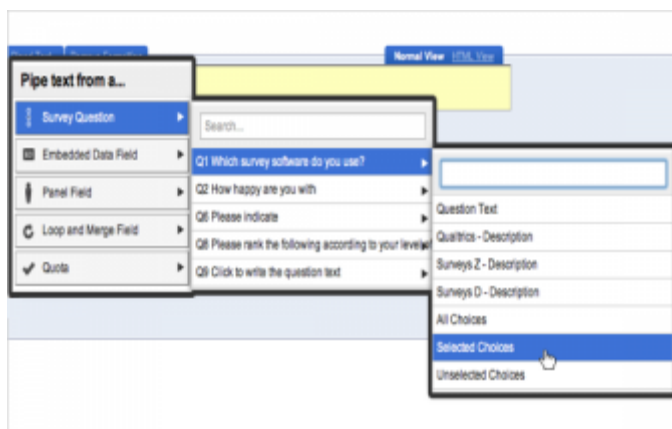 Normal View HTML View
Pipe text from a...
Survey Question
Embedded Data Field
Panel Field
Loop and Merge Field
Quota
Search...
Q1 Which survey software do you use?
Q2 How happy are you with
Q6 Please indicate
Q8 Please rank the following according to your level
Q9 Click to write the question text
Question Text
Qualtrics - Description
Surveys Z - Description
Surveys D - Description
All Choices
Selected Choices
Unselected Choices